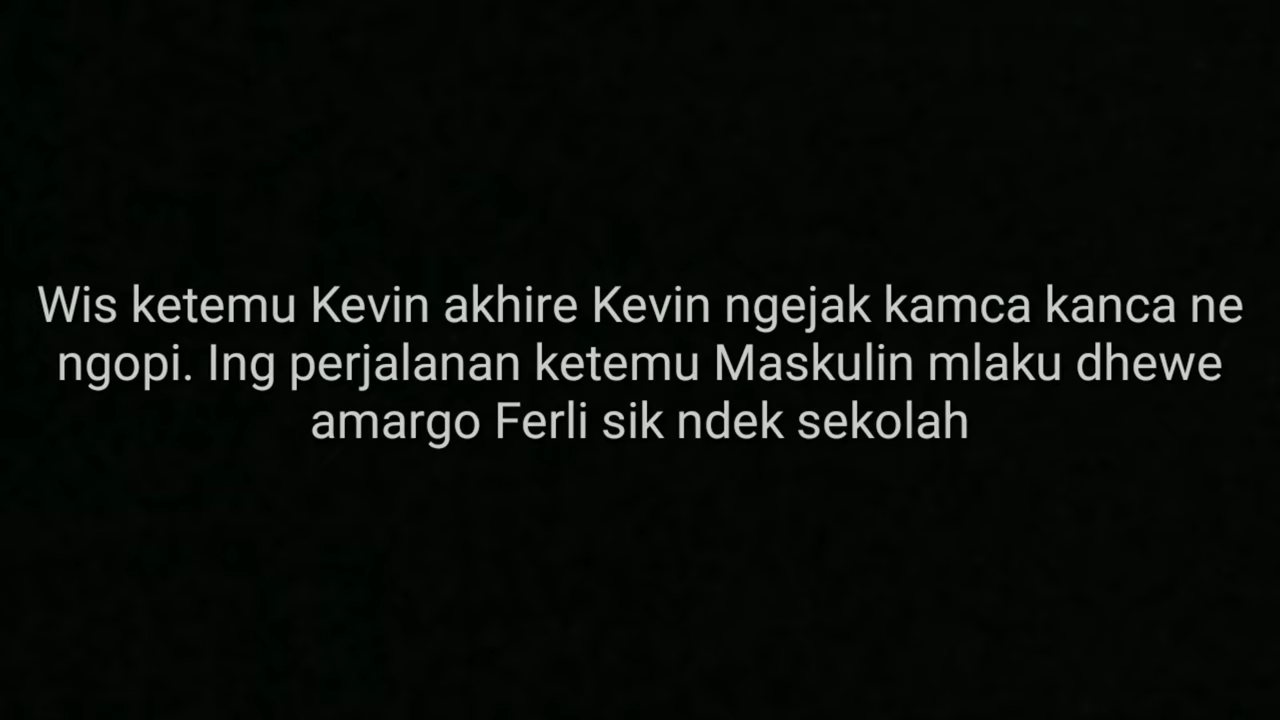 Wis ketemu Kevin akhire Kevin ngejak kamca kanca ne
ngopi. Ing perjalanan ketemu Maskulin mlaku dhewe
amargo Ferli sik ndek sekolah